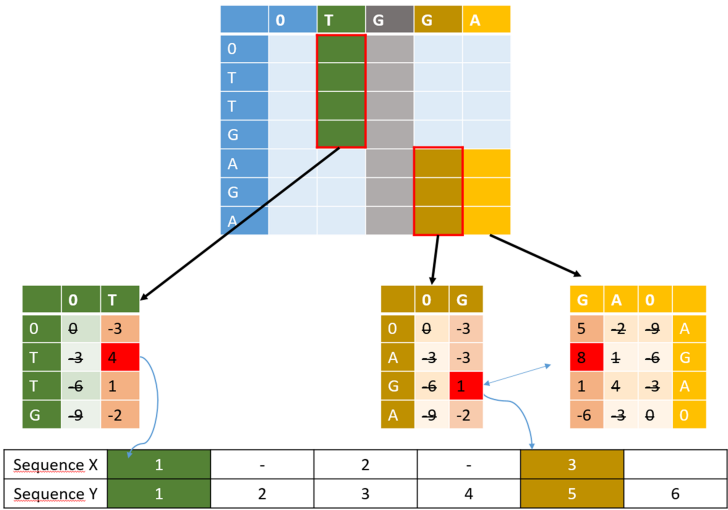 0 T G G A
0
T
T
G
A
G
A
0 T
0 0 -3
T -3 4
T -6 1
G -9 -2
0 G
0 0 -3
A -3 -3
G -6 1
A -9 -2
G A 0
5 -2 -9 A
8 1 -6 G
1 4 -3 A
-6 -3 0 0
Sequence X 1 - 2 - 3
Sequence Y 1 2 3 4 5 6